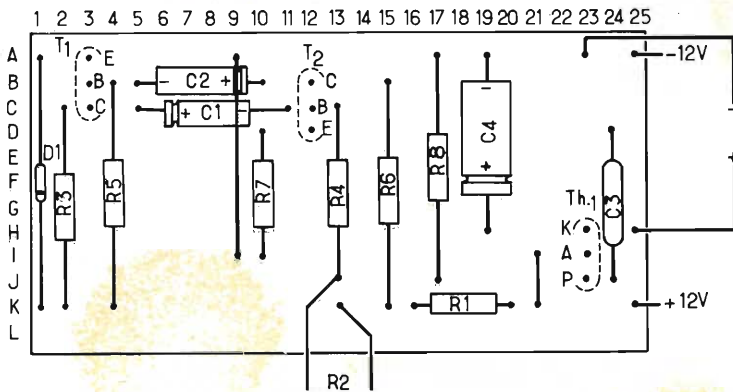 1 2 3 4 5 6 7 8 9 10 11 12 13 14 15 16 17 18 19 20 21 22 23 24 25
A T1 E T2 -12V
B B - C2 + C -
C C + C1 - B
D E C4
E D1 + R8 +
F R3 R5 R7 R4 R6 C3
G Th.1
H K
I A
J P
K R1 +12V
L
R2